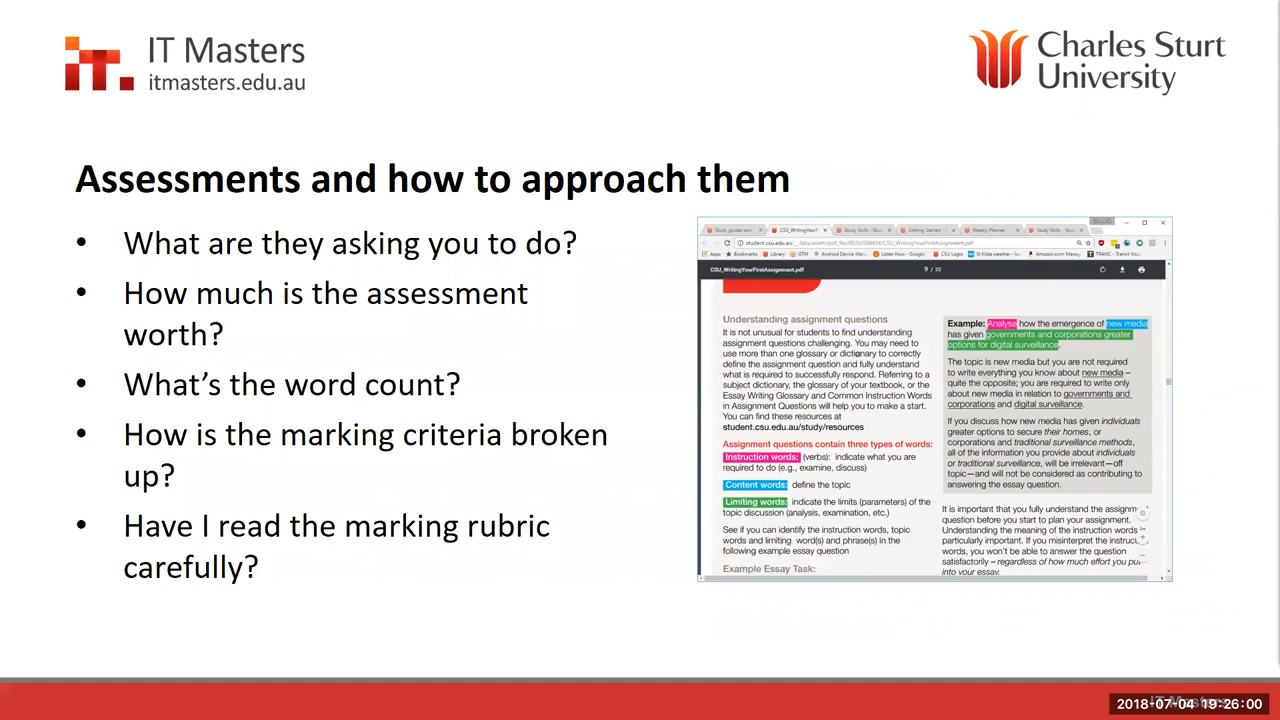 IT Masters
itmasters.edu.au
Charles Sturt
University
Assessments and how to approach them
• What are they asking you to do?
• How much is the assessment
worth?
• What's the word count?
• How is the marking criteria broken
up?
• Have I read the marking rubric
carefully?
CSU_WritingYourFirstAssignment.pdf
9 / 22
Understanding assignment questions
It is not unusual for students to find understanding
assignment questions challenging. You may need to
use more than one glossary or dictionary to correctly
define the assignment question and fully understand
what is required to successfully respond. Referring to a
subject dictionary, the glossary of your textbook, or the
Essay Writing Glossary and Common Instruction Words
in Assignment Questions will help you to make a start.
You can find these resources at
student.csu.edu.au/study/resources
Assignment questions contain three types of words:
Instruction words: (verbs): indicate what you are
required to do (e.g., examine, discuss)
Content words: define the topic
Limiting words: indicate the limits (parameters) of the
topic discussion (analysis, examination, etc.)
See if you can identify the instruction words, topic
words and limiting word(s) and phrase(s) in the
following example essay question
Example Essay Task:
Example: Analyse how the emergence of new media
has given governments and corporations greater
options for digital surveillance.
The topic is new media but you are not required
to write everything you know about new media –
quite the opposite; you are required to write only
about new media in relation to governments and
corporations and digital surveillance.
If you discuss how new media has given individuals
greater options to secure their homes, or
corporations and traditional surveillance methods,
all of the information you provide about individuals
or traditional surveillance, will be irrelevant—off
topic—and will not be considered as contributing to
answering the essay question.
It is important that you fully understand the assignm
question before you start to plan your assignment.
Understanding the meaning of the instruction words
particularly important. If you misinterpret the instruc
words, you won't be able to answer the question
satisfactorily – regardless of how much effort you pu
into your essay.
2018-07-04 19:26:00